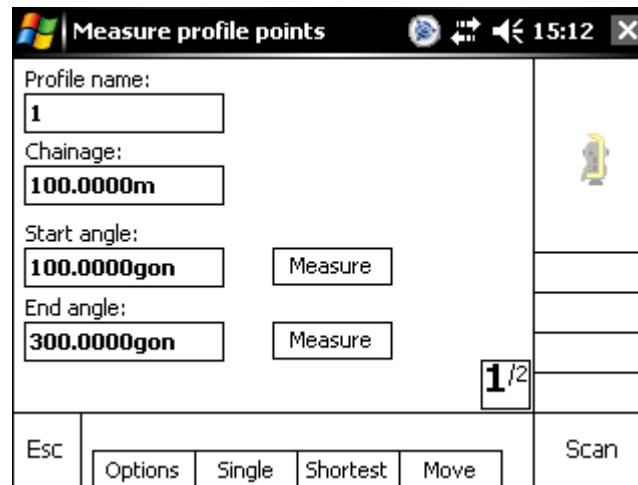 Measure profile points 15:12
Profile name:
1
Chainage:
100.0000m
Start angle:
100.0000gon Measure
End angle:
300.0000gon Measure
1/2
Esc Options Single Shortest Move Scan